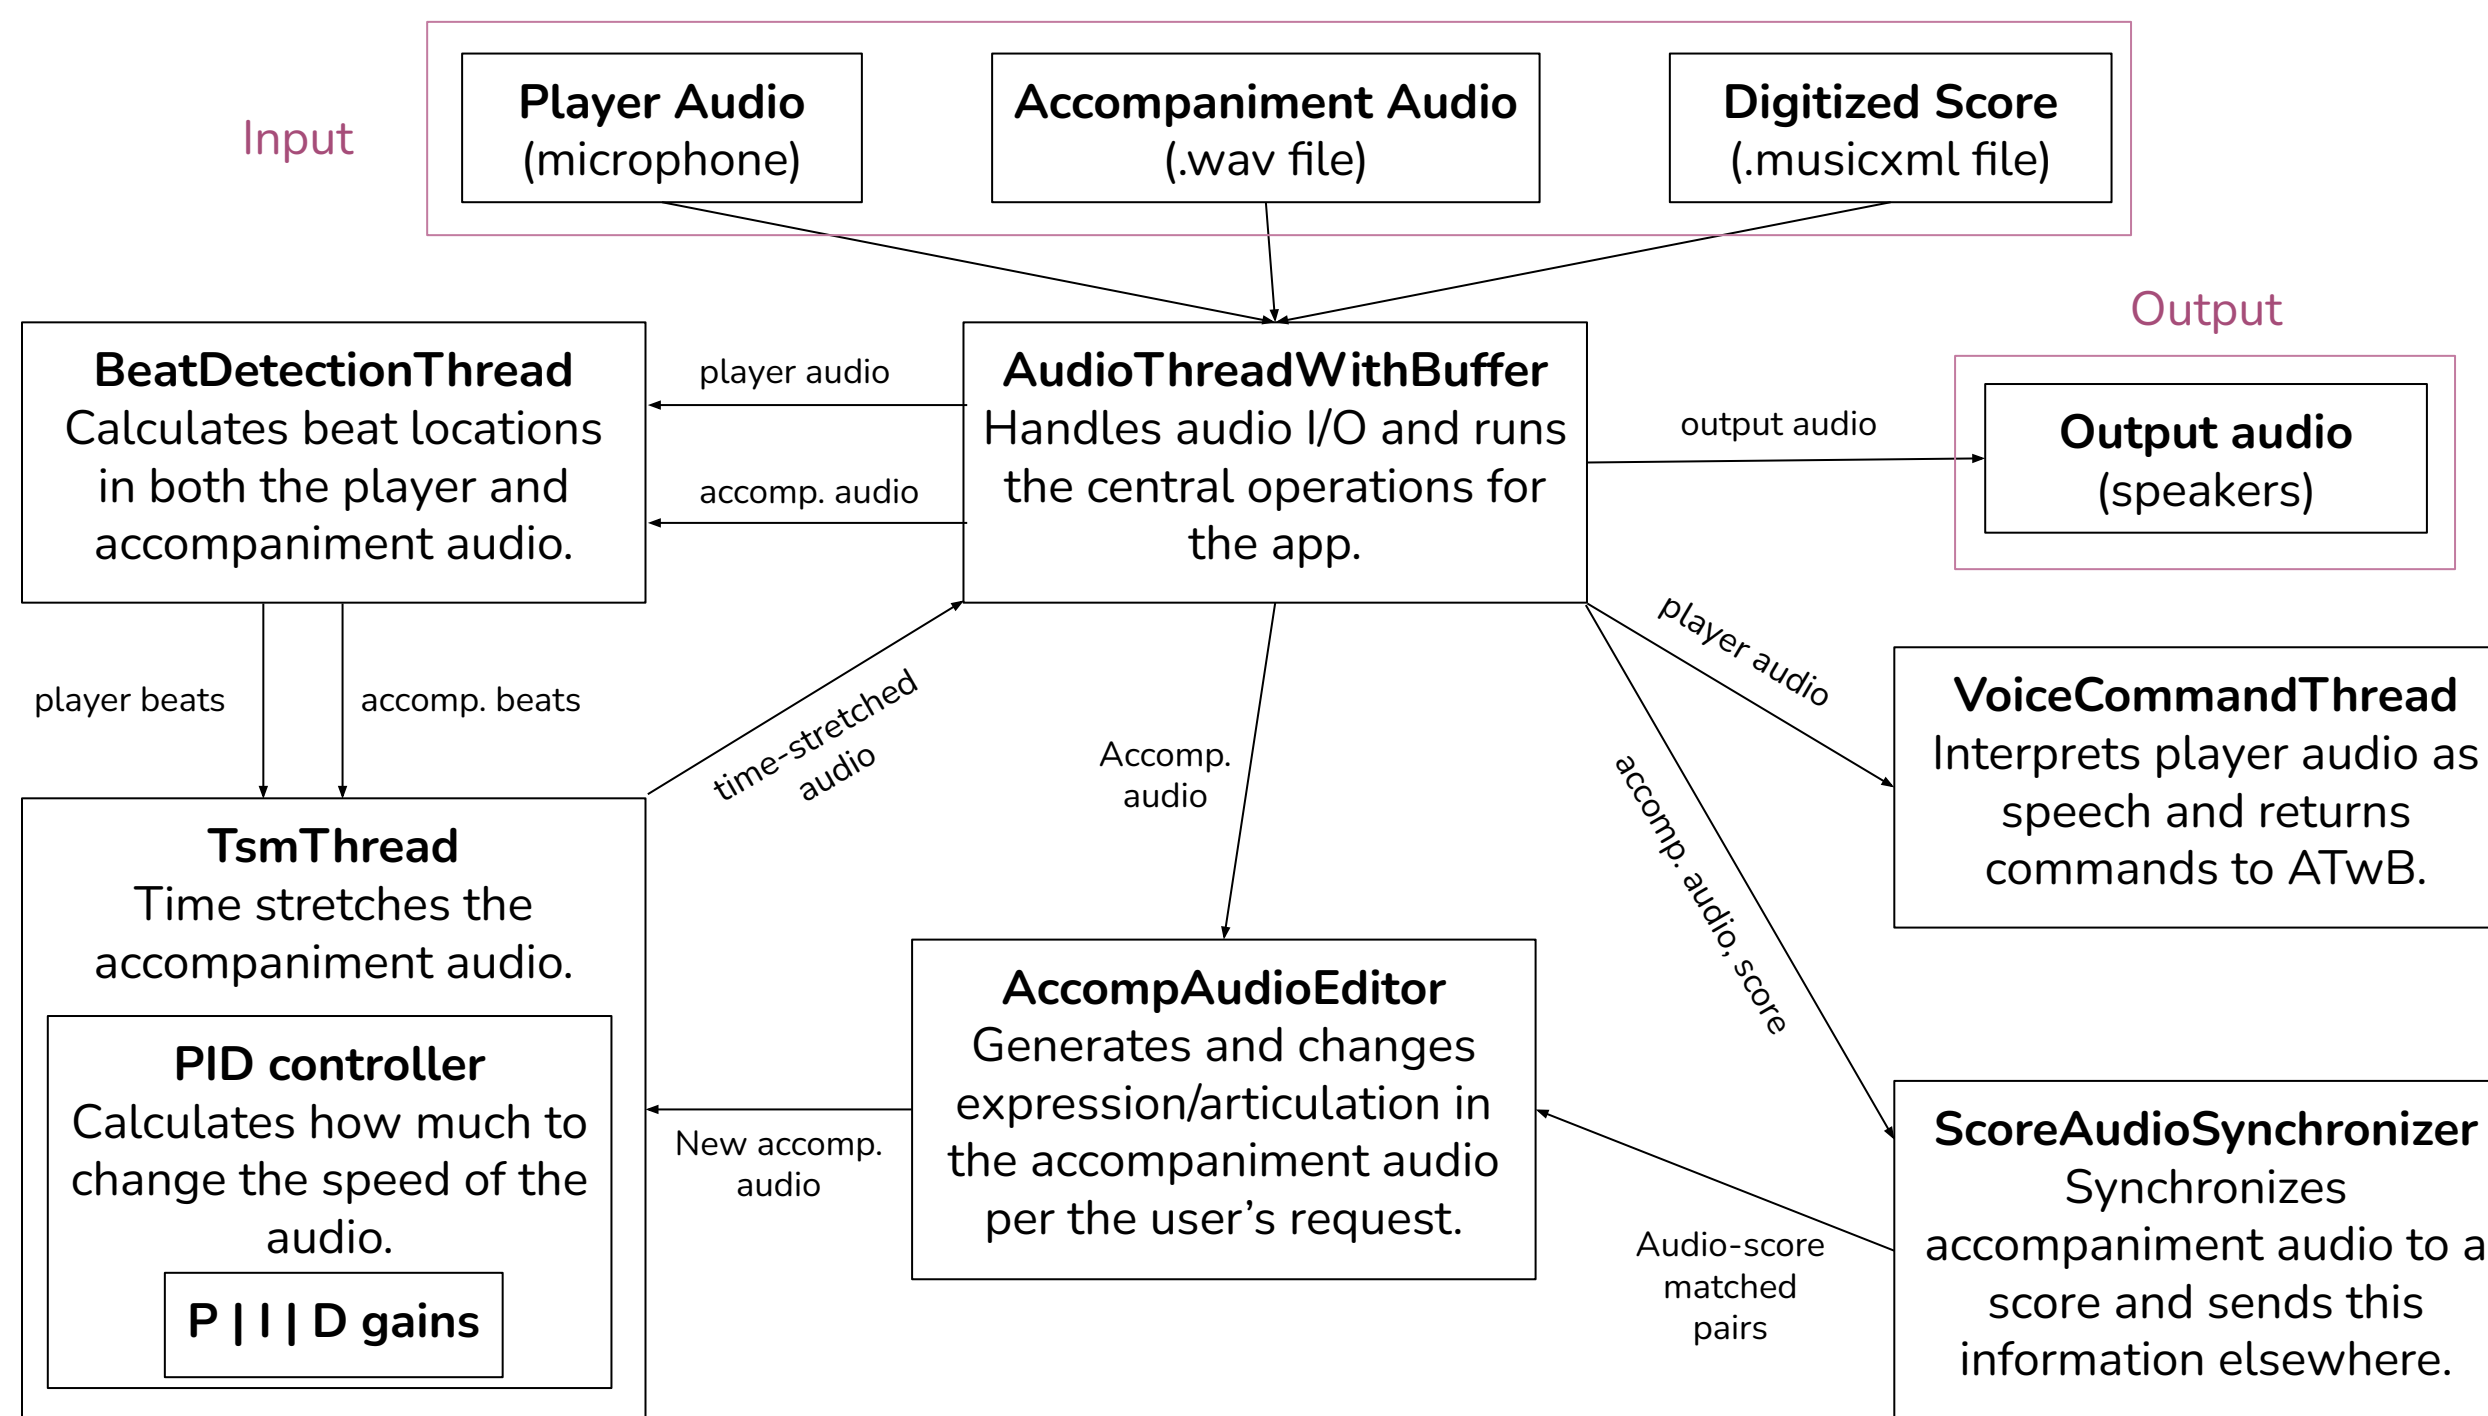 Input
Player Audio
(microphone)
Accompaniment Audio
(.wav file)
Digitized Score
(.musicxml file)
Output
BeatDetectionThread
Calculates beat locations
in both the player and
accompaniment audio.
player audio
accomp. audio
AudioThreadWithBuffer
Handles audio I/O and runs
the central operations for
the app.
output audio
Output audio
(speakers)
player beats
accomp. beats
time-stretched
audio
Accomp.
audio
player audio
accomp. audio, score
VoiceCommandThread
Interprets player audio as
speech and returns
commands to ATwB.
TsmThread
Time stretches the
accompaniment audio.
PID controller
Calculates how much to
change the speed of the
audio.
P | I | D gains
New accomp.
audio
AccompAudioEditor
Generates and changes
expression/articulation in
the accompaniment audio
per the user’s request.
Audio-score
matched
pairs
ScoreAudioSynchronizer
Synchronizes
accompaniment audio to a
score and sends this
information elsewhere.